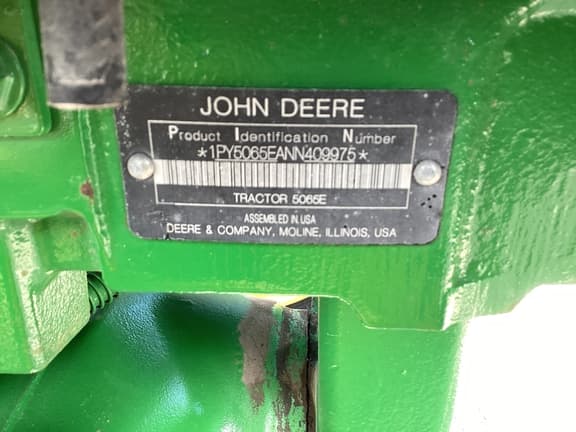 JOHN DEERE
Product Identification Number
*1PY5065EANN409975*
TRACTOR 5065E
ASSEMBLED IN USA
DEERE & COMPANY, MOLINE, ILLINOIS, USA